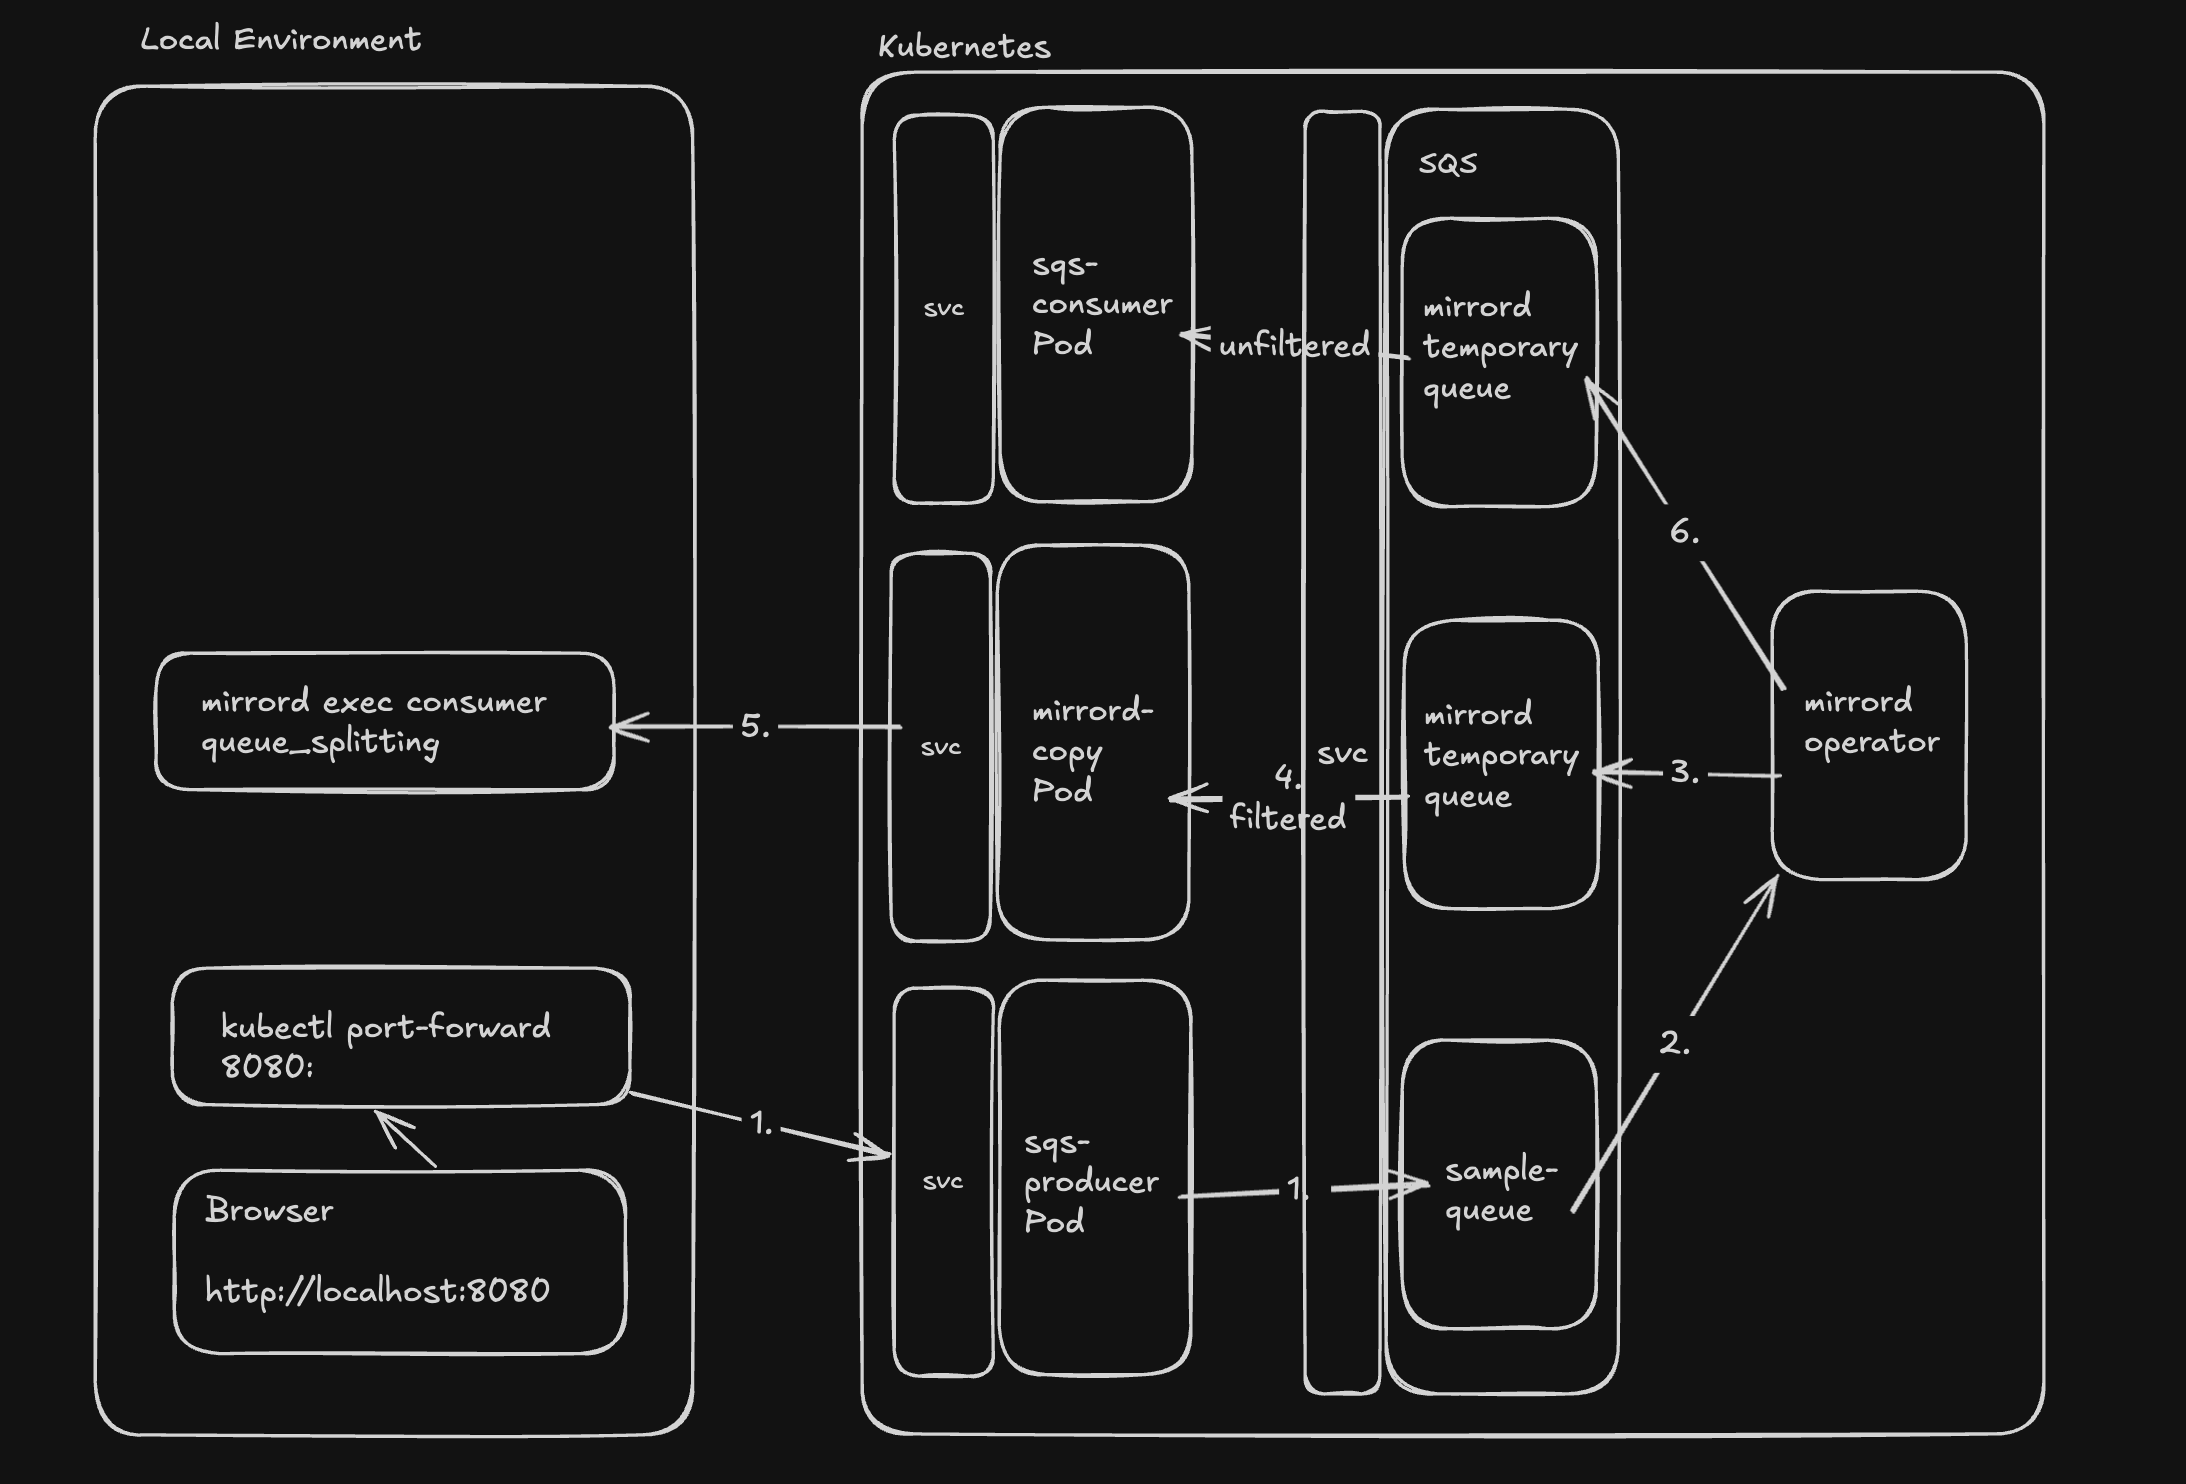 Local Environment
Kubernetes
SQS
svc
sqs-
consumer
Pod
unfiltered
mirrord
temporary
queue
6.
mirrord exec consumer
queue_splitting
5.
svc
mirrord-
copy
Pod
4.
filtered
svc
mirrord
temporary
queue
3.
mirrord
operator
2.
kubectl port-forward
8080:
1.
Browser
http://localhost:8080
svc
sqs-
producer
Pod
1.
sample-
queue